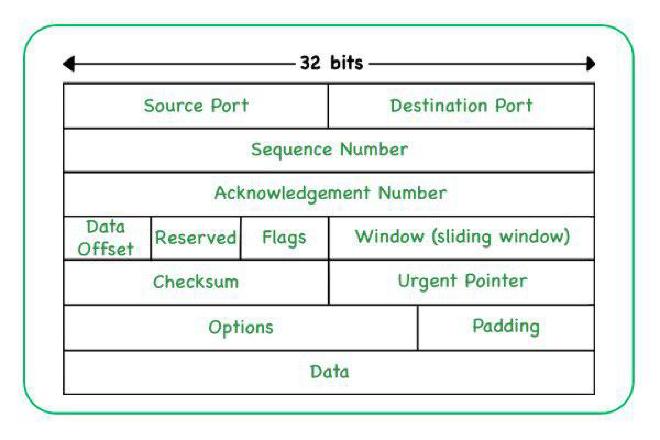 32 bits
Source Port
Destination Port
Sequence Number
Acknowledgement Number
Data
Offset
Reserved
Flags
Window (sliding window)
Checksum
Urgent Pointer
Options
Padding
Data